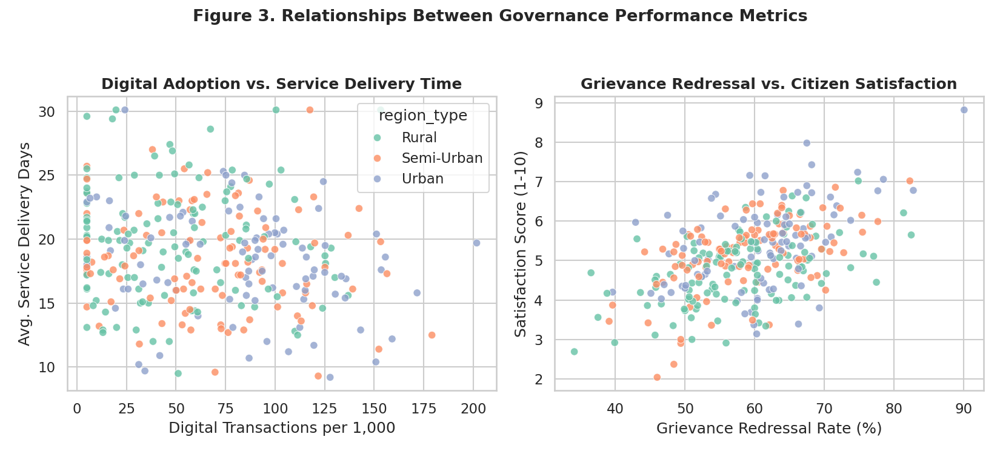 Figure 3. Relationships Between Governance Performance Metrics
Digital Adoption vs. Service Delivery Time
Avg. Service Delivery Days
30
25
20
15
10
region_type
Rural
Semi-Urban
Urban
0 25 50 75 100 125 150 175 200
Digital Transactions per 1,000
Grievance Redressal vs. Citizen Satisfaction
Satisfaction Score (1-10)
9
8
7
6
5
4
3
2
40 50 60 70 80 90
Grievance Redressal Rate (%)